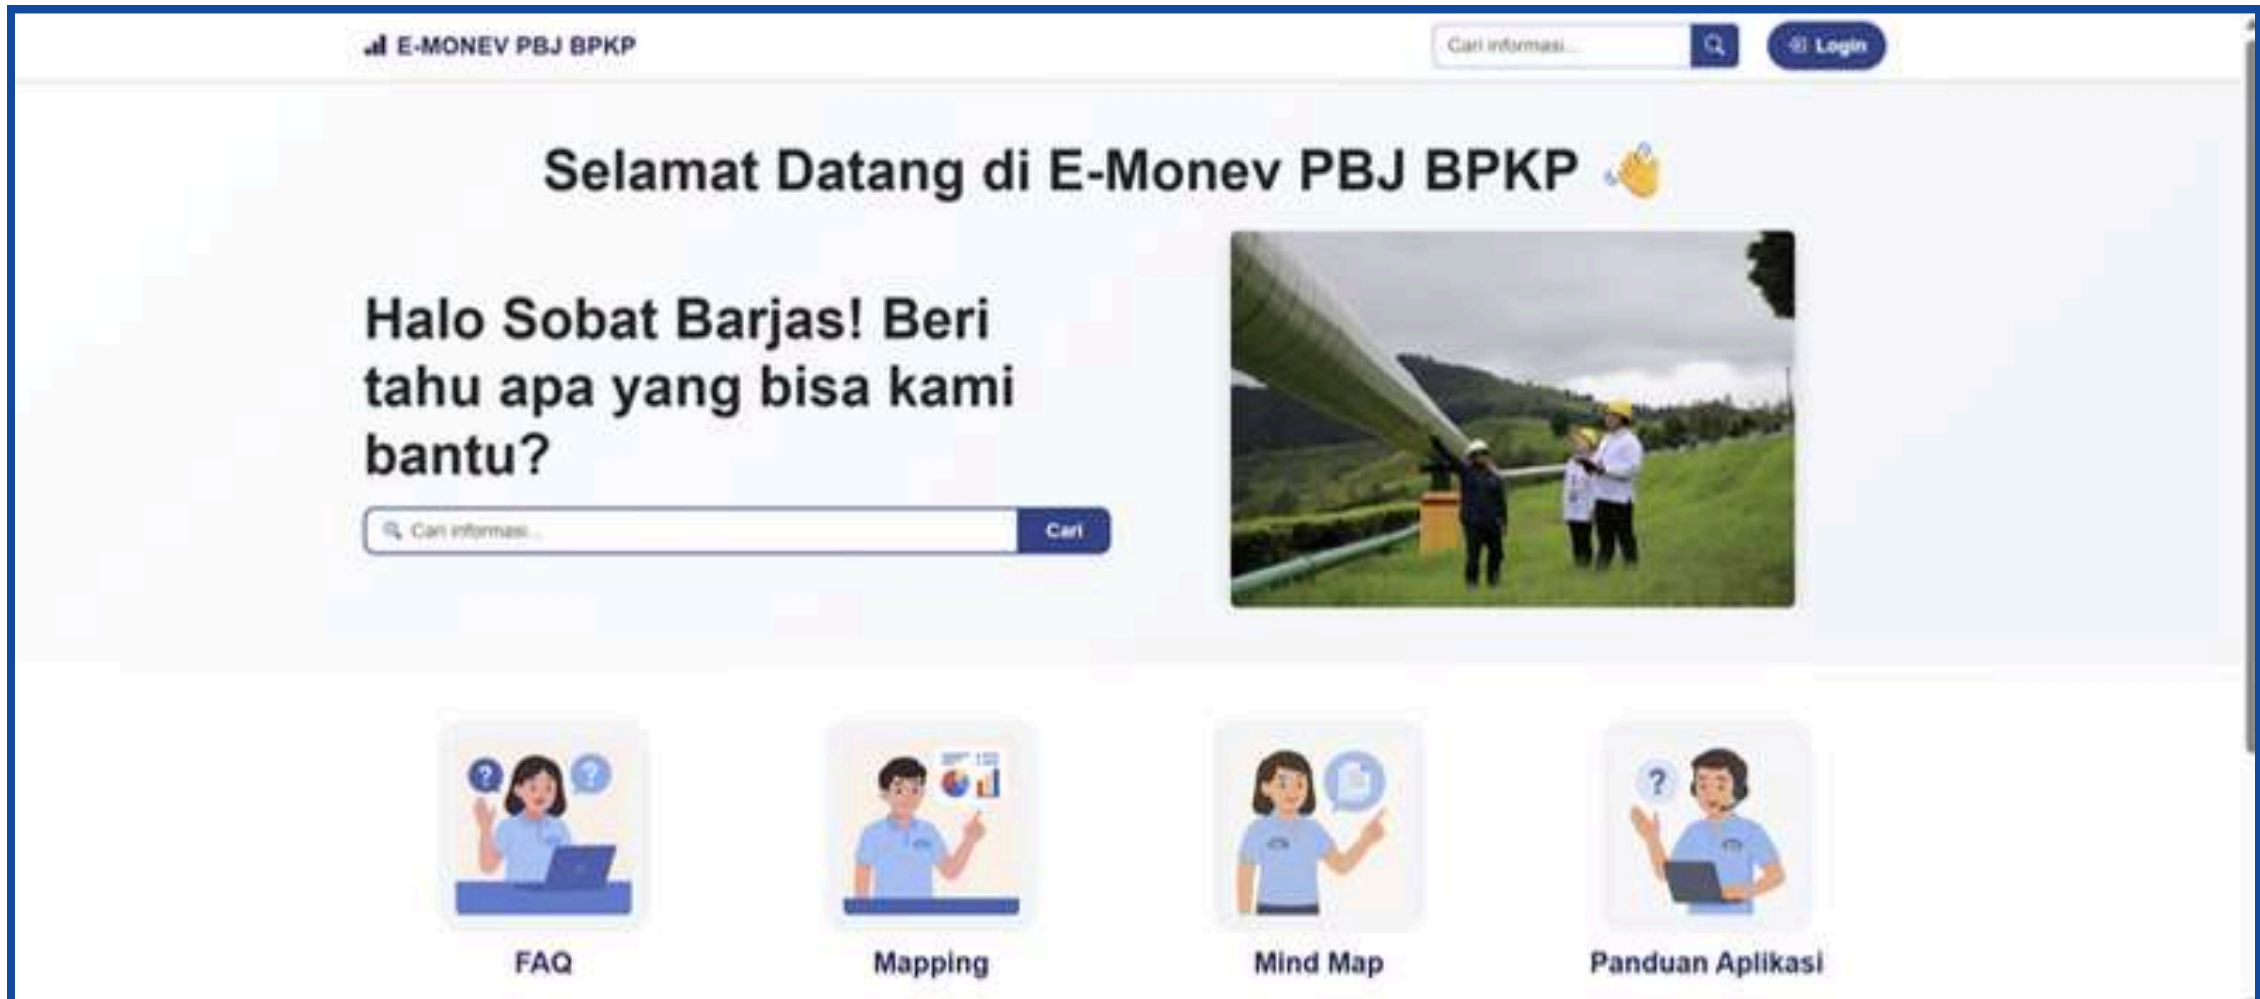 E-MONEV PBJ BPKP
Cari informasi...
Login
Selamat Datang di E-Monev PBJ BPKP 👋
Halo Sobat Barjas! Beri
tahu apa yang bisa kami
bantu?
Cari informasi...
Cari
?
?
?
FAQ
Mapping
Mind Map
Panduan Aplikasi